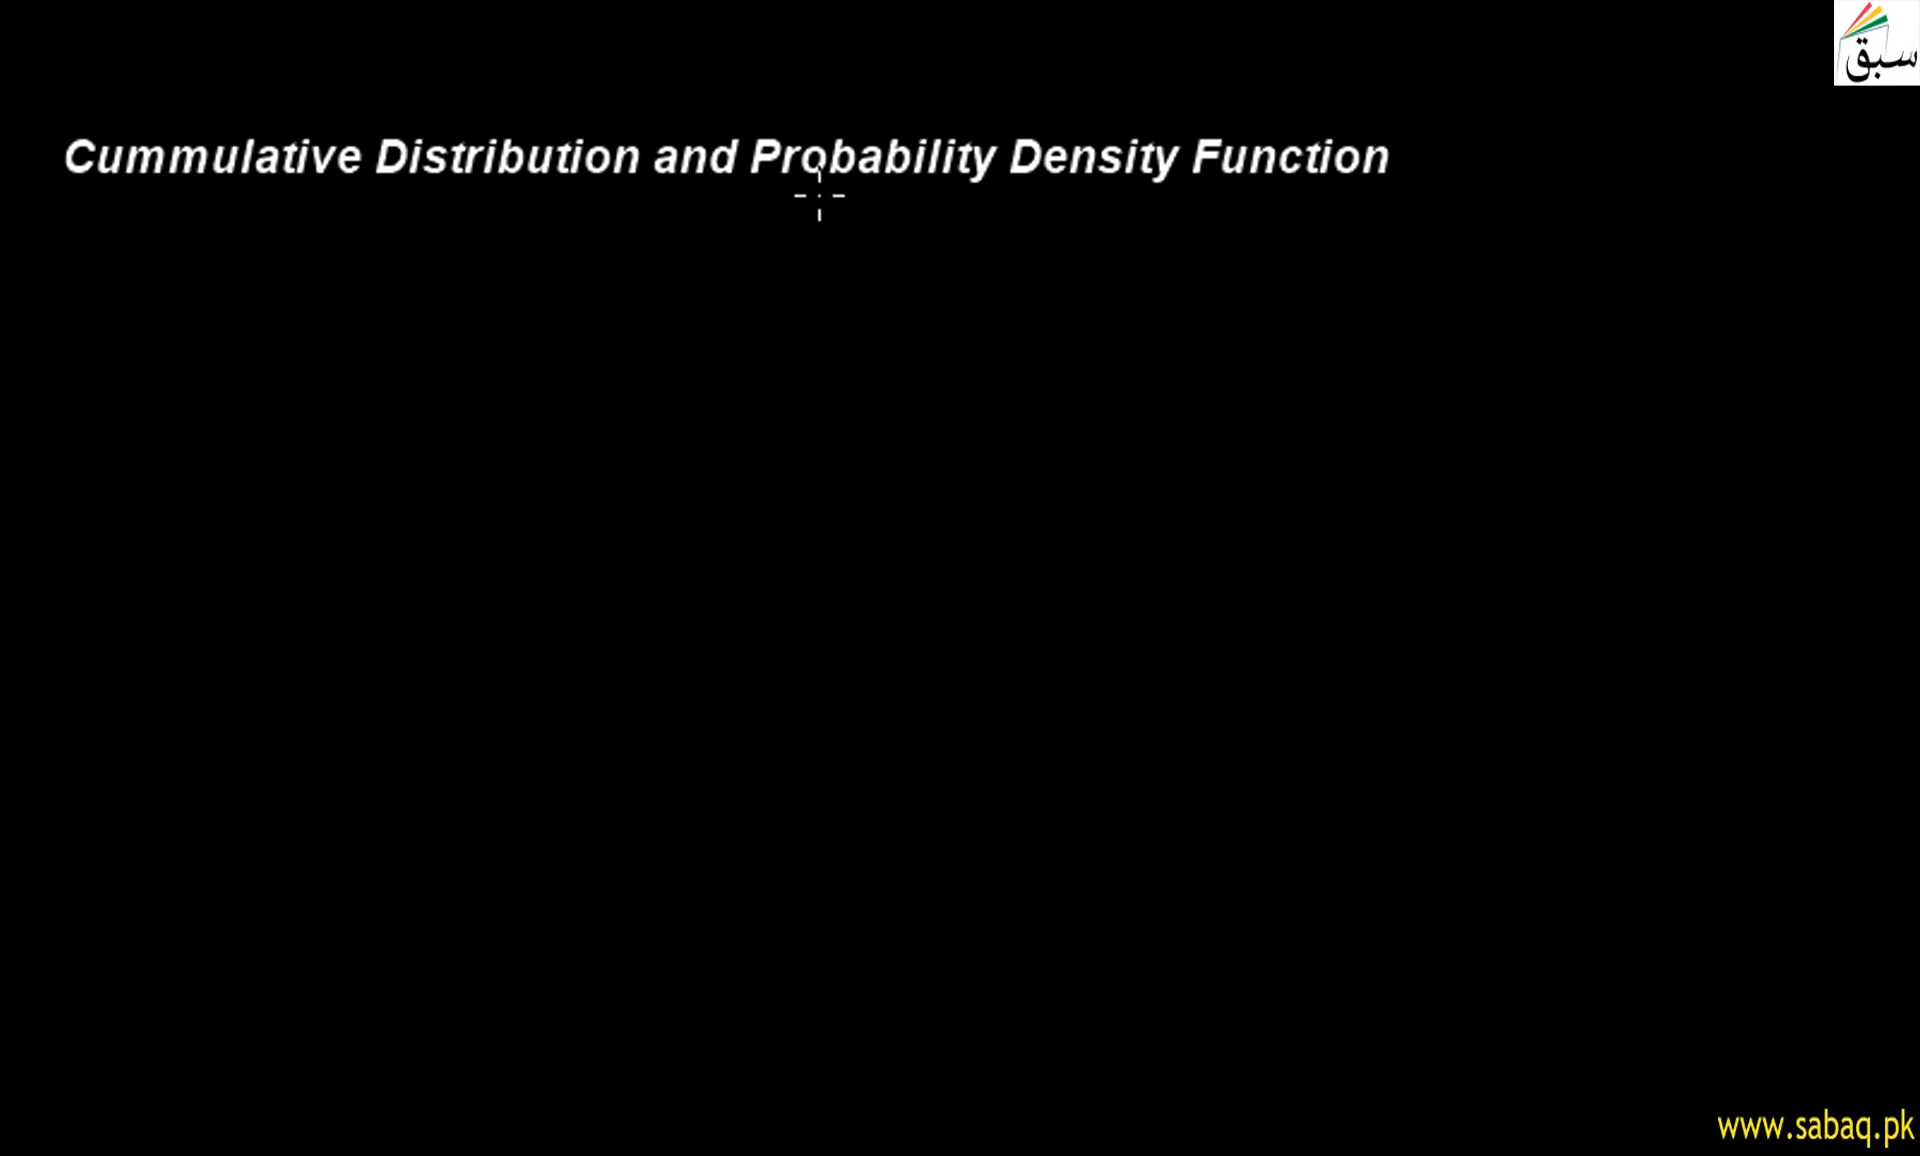 سبق
Cummulative Distribution and Probability Density Function
www.sabaq.pk